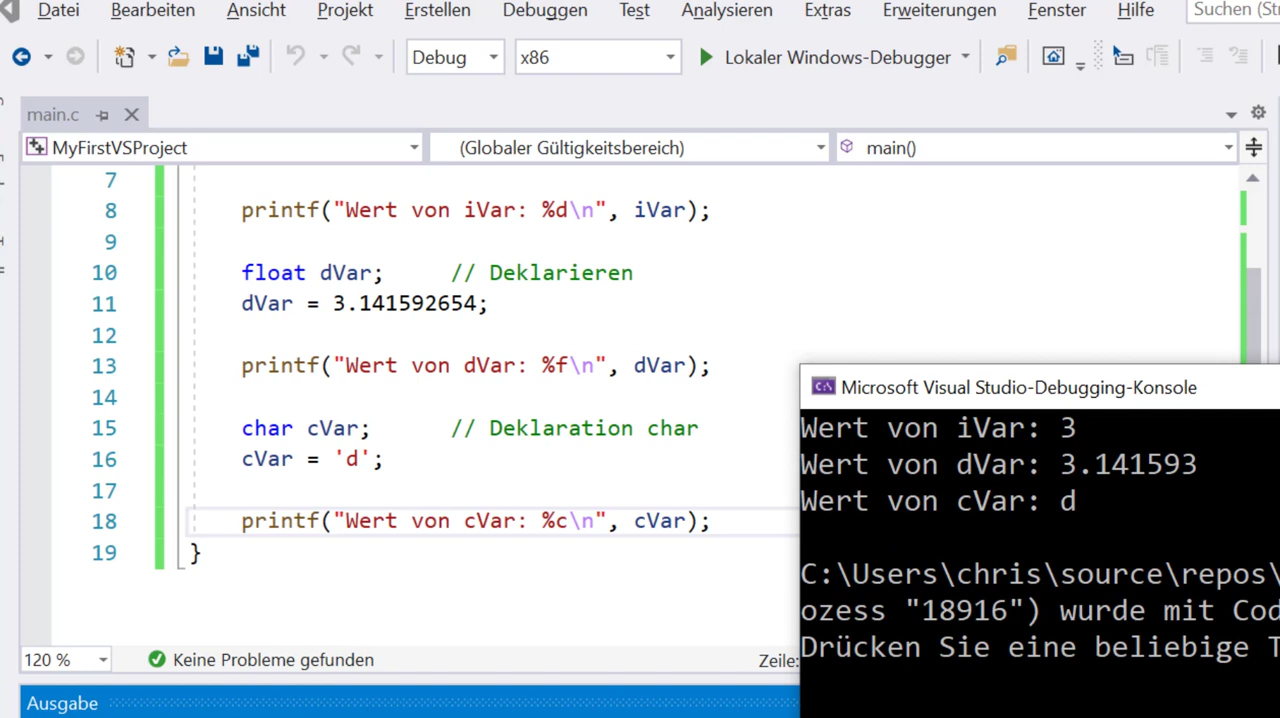 Datei Bearbeiten Ansicht Projekt Erstellen Debuggen Test Analysieren Extras Erweiterungen Fenster Hilfe Suchen (St
Debug x86 Lokaler Windows-Debugger
main.c
MyFirstVSProject (Globaler Gültigkeitsbereich) main()
7
8 printf("Wert von iVar: %d\n", iVar);
9
10 float dVar; // Deklarieren
11 dVar = 3.141592654;
12
13 printf("Wert von dVar: %f\n", dVar);
14
15 char cVar; // Deklaration char
16 cVar = 'd';
17
18 printf("Wert von cVar: %c\n", cVar);
19 }
120 % Keine Probleme gefunden Zeile:
Ausgabe
Microsoft Visual Studio-Debugging-Konsole
Wert von iVar: 3
Wert von dVar: 3.141593
Wert von cVar: d
C:\Users\chris\source\repos\
ozess "18916") wurde mit Cod
Drücken Sie eine beliebige T